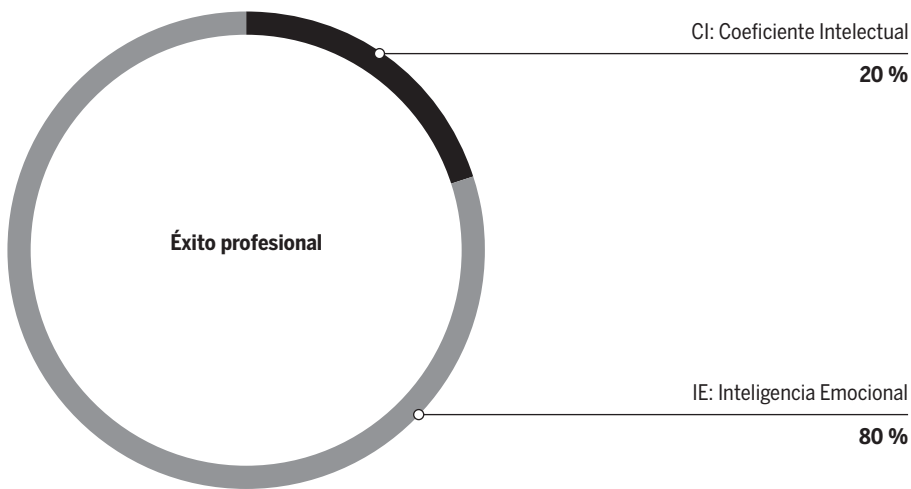 CI: Coeficiente Intelectual
20 %
Éxito profesional
IE: Inteligencia Emocional
80 %